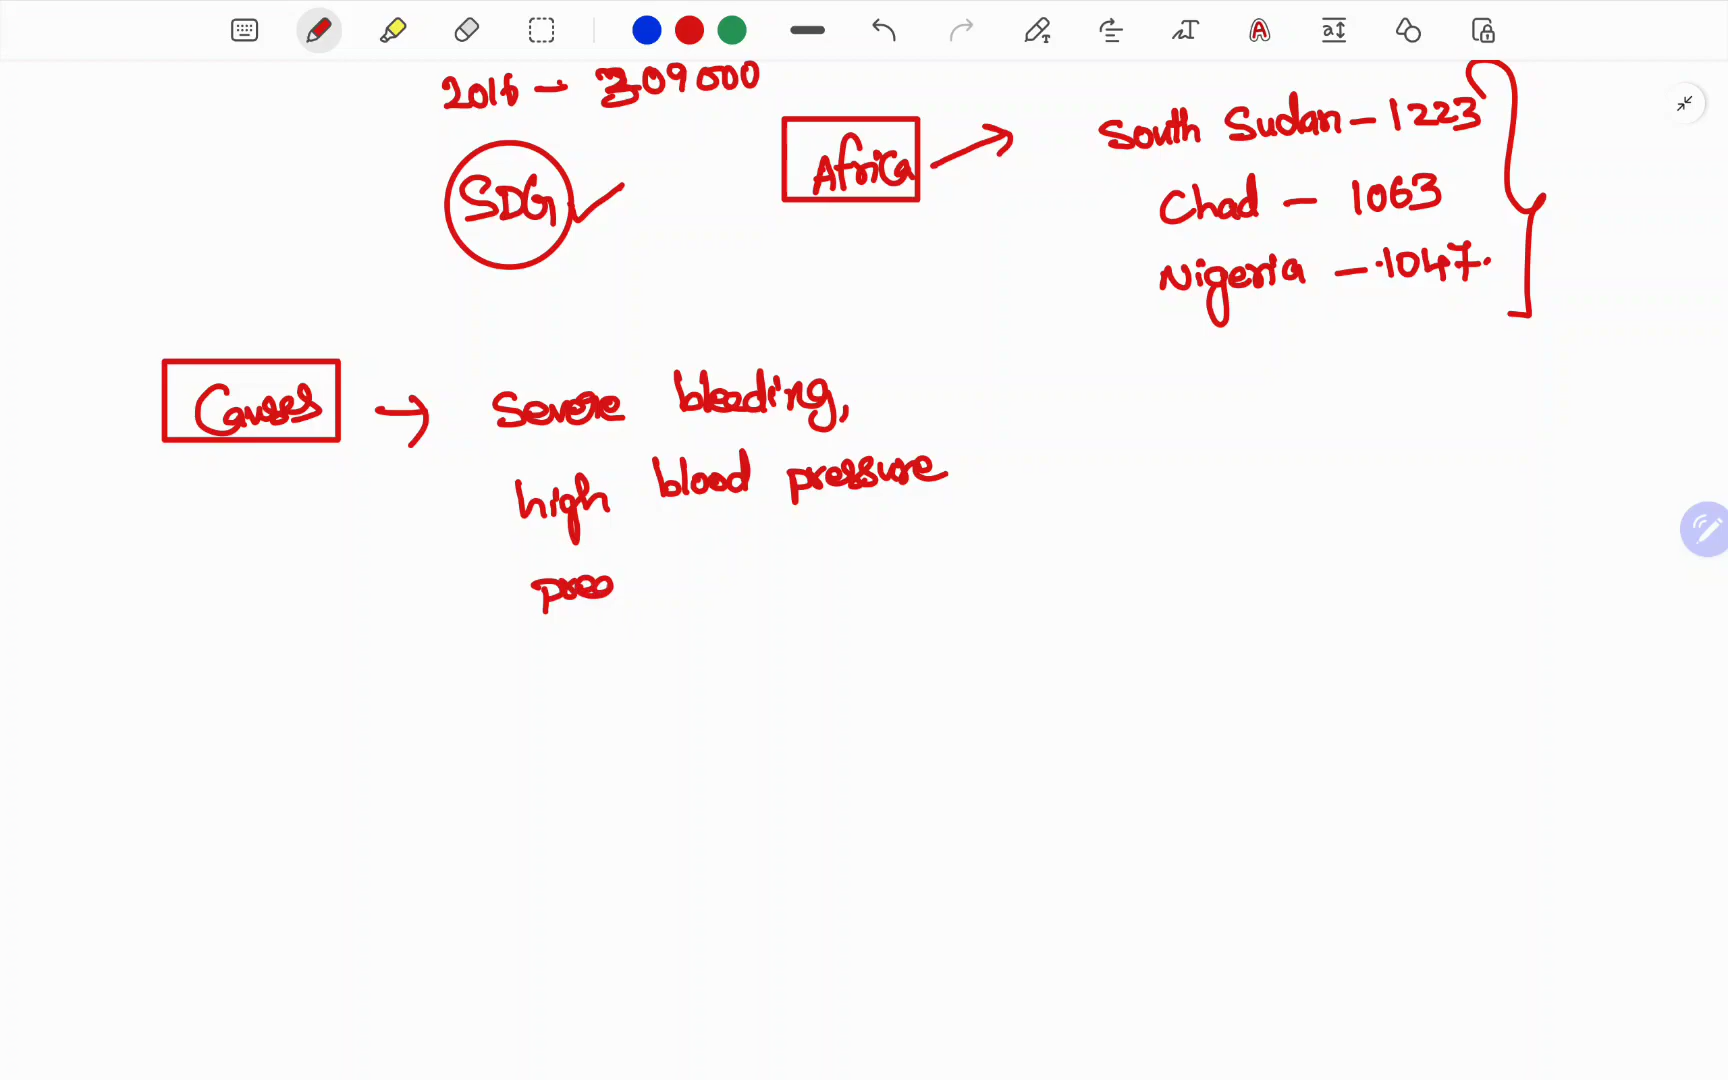 2016 - 309000
SDG
Africa
South Sudan - 1223
Chad - 1063
Nigeria - 1047.
Causes → Severe bleeding,
high blood pressure